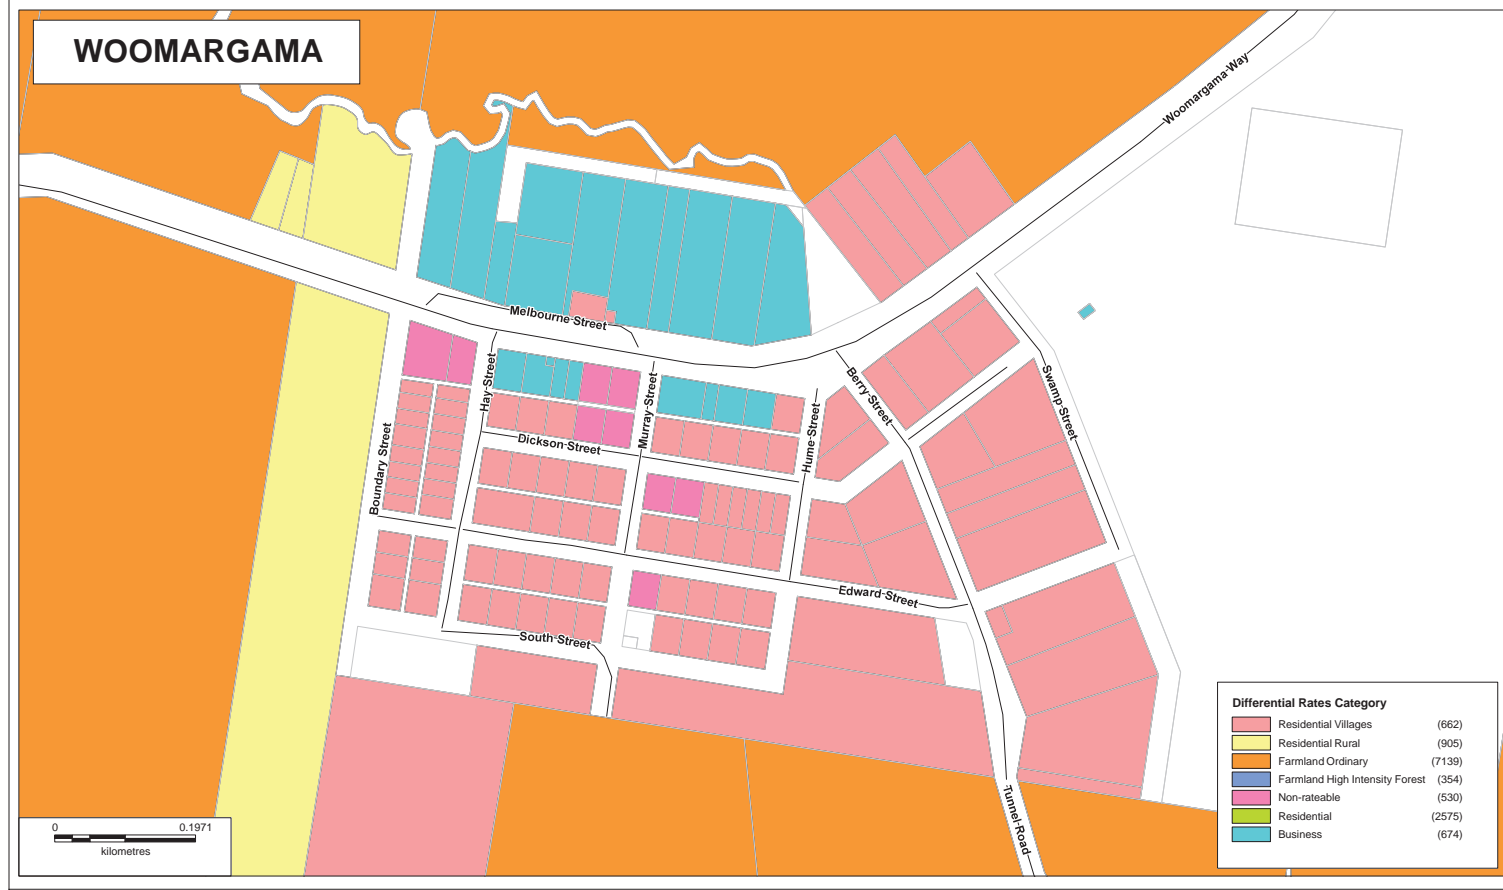 WOOMARGAMA
Woomargama Way
Melbourne Street
Hay Street
Murray Street
Berry Street
Swamp Street
Boundary Street
Dickson Street
Hume Street
Edward Street
South Street
Tunnel Road
Differential Rates Category
Residential Villages (662)
Residential Rural (905)
Farmland Ordinary (7139)
Farmland High Intensity Forest (354)
Non-rateable (530)
Residential (2575)
Business (674)
0 0.1971
kilometres